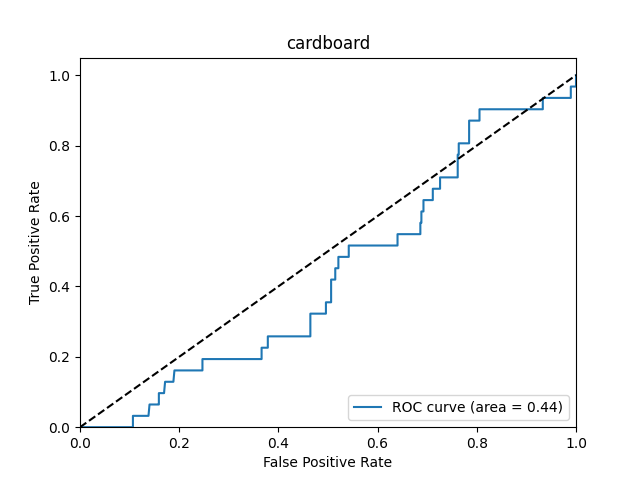 cardboard
True Positive Rate
1.0
0.8
0.6
0.4
0.2
0.0
ROC curve (area = 0.44)
0.0 0.2 0.4 0.6 0.8 1.0
False Positive Rate